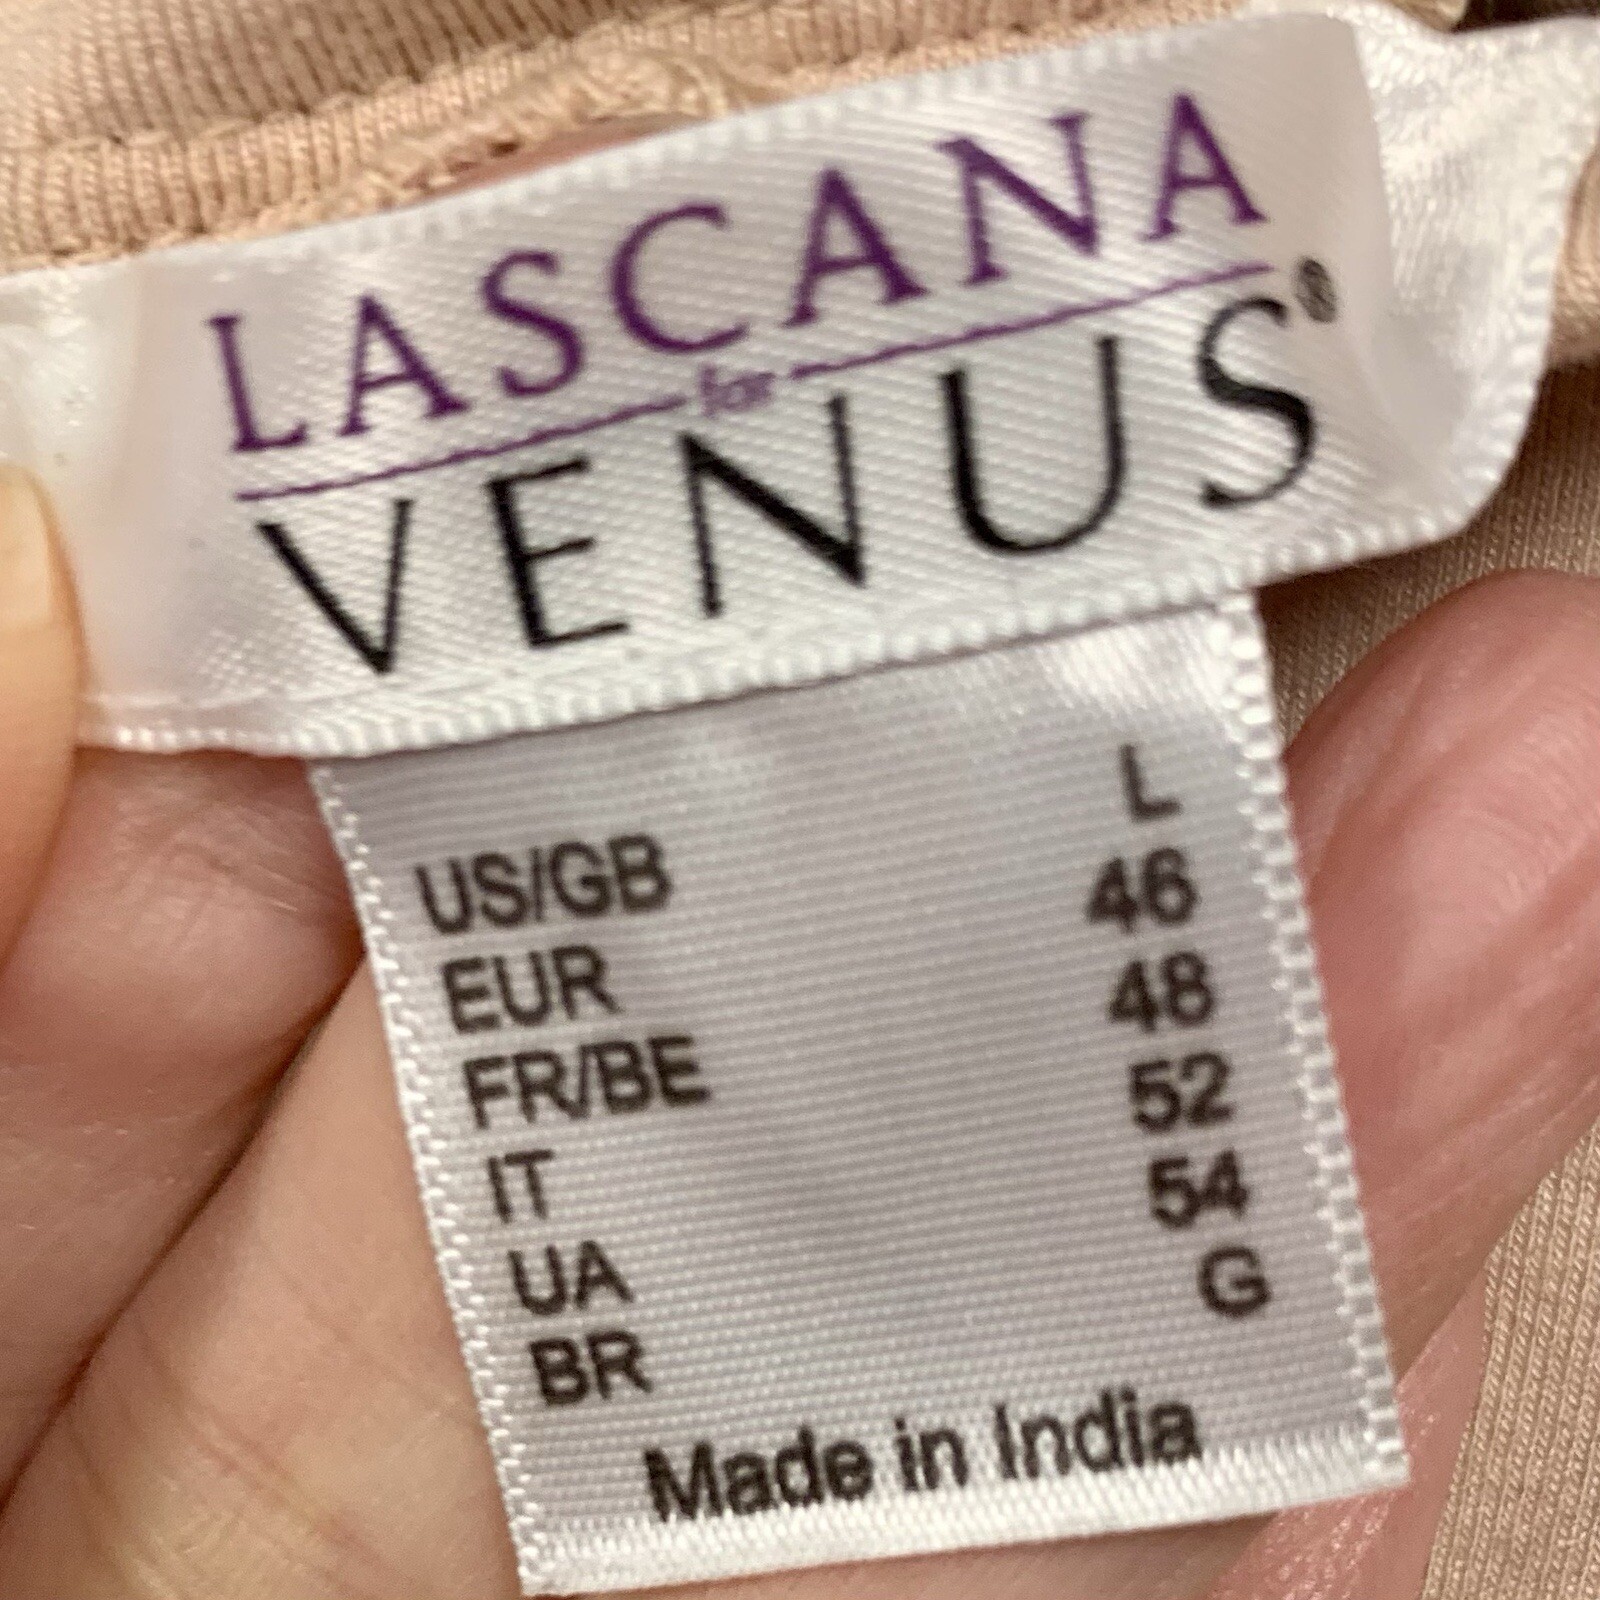 LASCANA
for
VENUS®
L
US/GB 46
EUR 48
FR/BE 52
IT 54
UA G
BR
Made in India